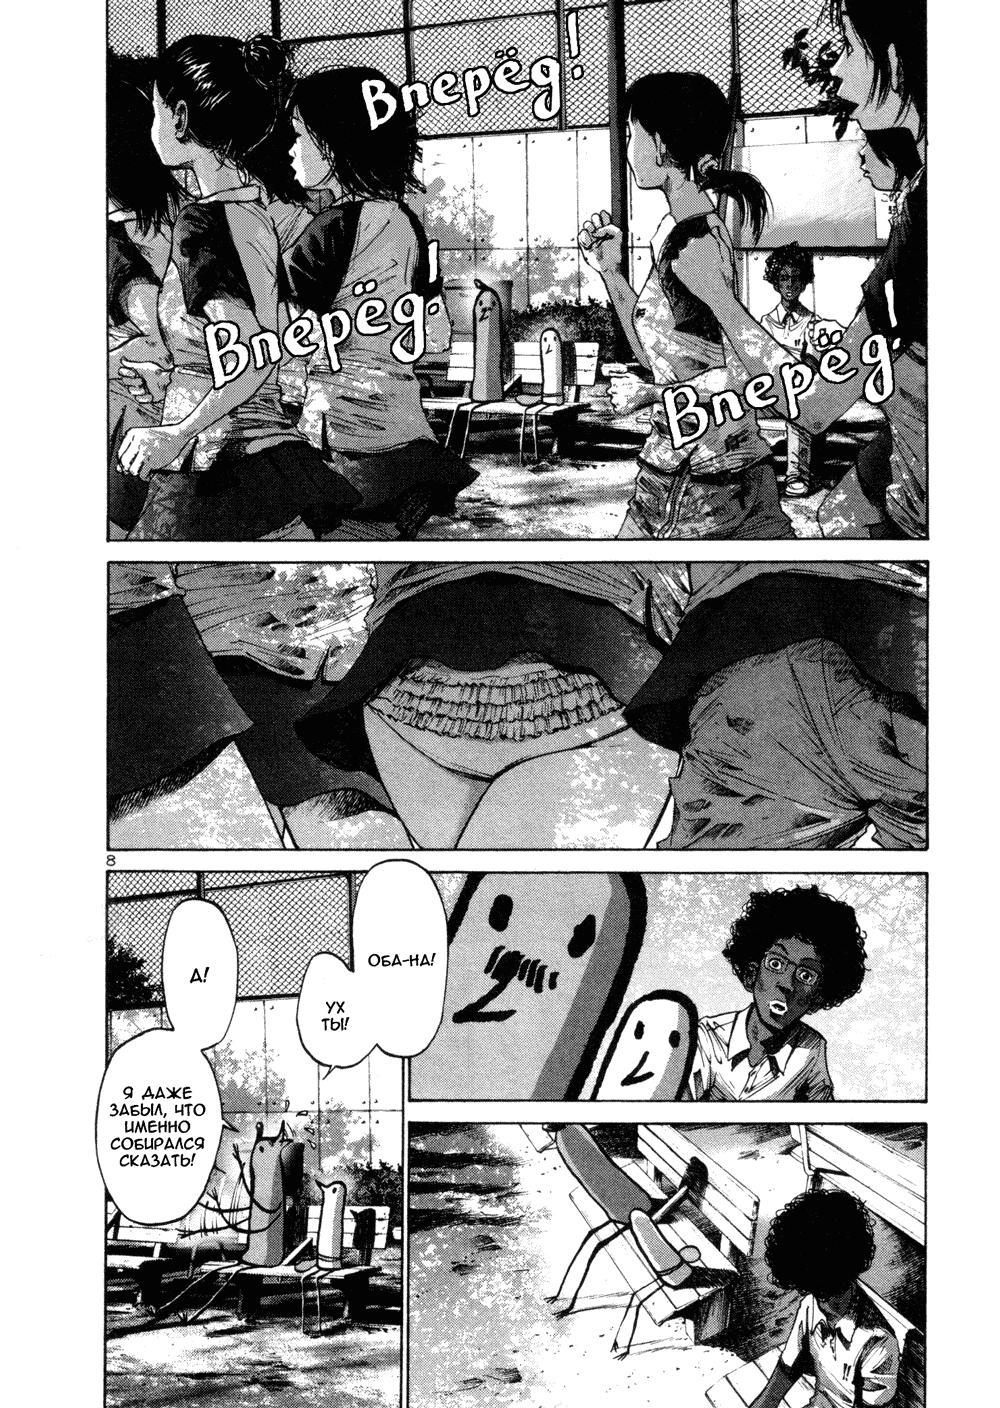 Вперёд!
Вперёд!
Вперёд!
8
ОБА-НА!
УХ
ТЫ!
А!
Я ДАЖЕ
ЗАБЫЛ, ЧТО
ИМЕННО
СОБИРАЛСЯ
СКАЗАТЬ!